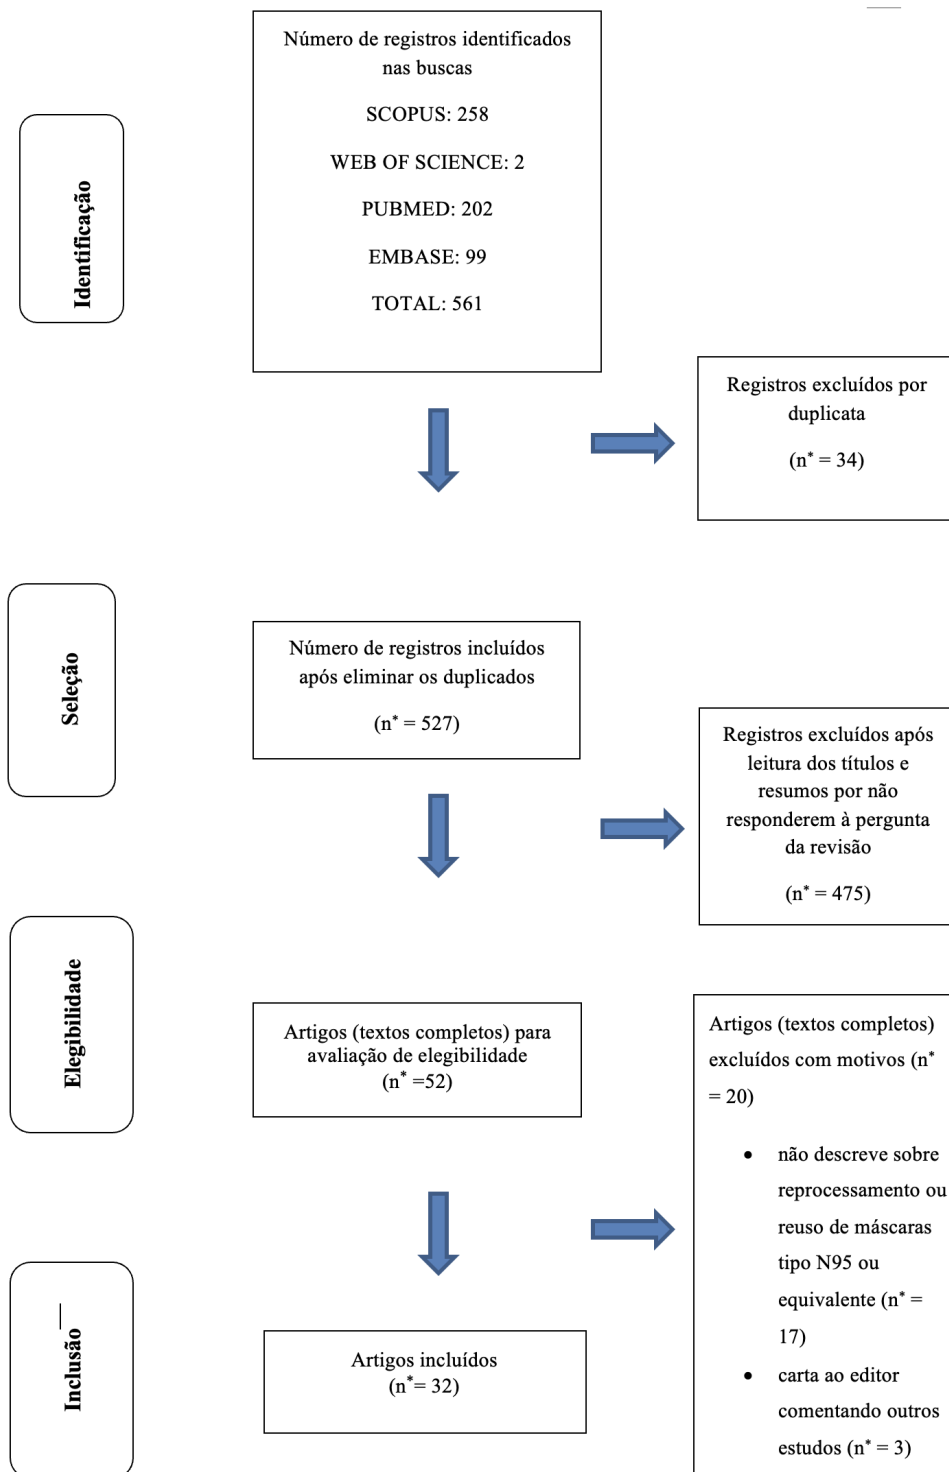 Identificação
Número de registros identificados
nas buscas
SCOPUS: 258
WEB OF SCIENCE: 2
PUBMED: 202
EMBASE: 99
TOTAL: 561
Registros excluídos por
duplicata
(n* = 34)
Seleção
Número de registros incluídos
após eliminar os duplicados
(n* = 527)
Registros excluídos após
leitura dos títulos e
resumos por não
responderem à pergunta
da revisão
(n* = 475)
Elegibilidade
Artigos (textos completos) para
avaliação de elegibilidade
(n* =52)
Artigos (textos completos)
excluídos com motivos (n*
= 20)
• não descreve sobre
reprocessamento ou
reuso de máscaras
tipo N95 ou
equivalente (n* =
17)
• carta ao editor
comentando outros
estudos (n* = 3)
Inclusão
Artigos incluídos
(n*= 32)